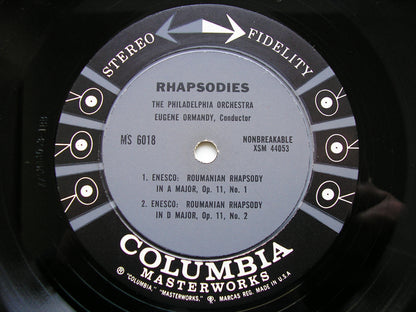 STEREO FIDELITY
RHAPSODIES
THE PHILADELPHIA ORCHESTRA
EUGENE ORMANDY, Conductor
MS 6018
NONBREAKABLE
XSM 44053
1. ENESCO: ROUMANIAN RHAPSODY
IN A MAJOR, Op. 11, No. 1
2. ENESCO: ROUMANIAN RHAPSODY
IN D MAJOR, Op. 11, No. 2
COLUMBIA
MASTERWORKS
® "COLUMBIA," "MASTERWORKS," ®, MARCAS REG. MADE IN U.S.A